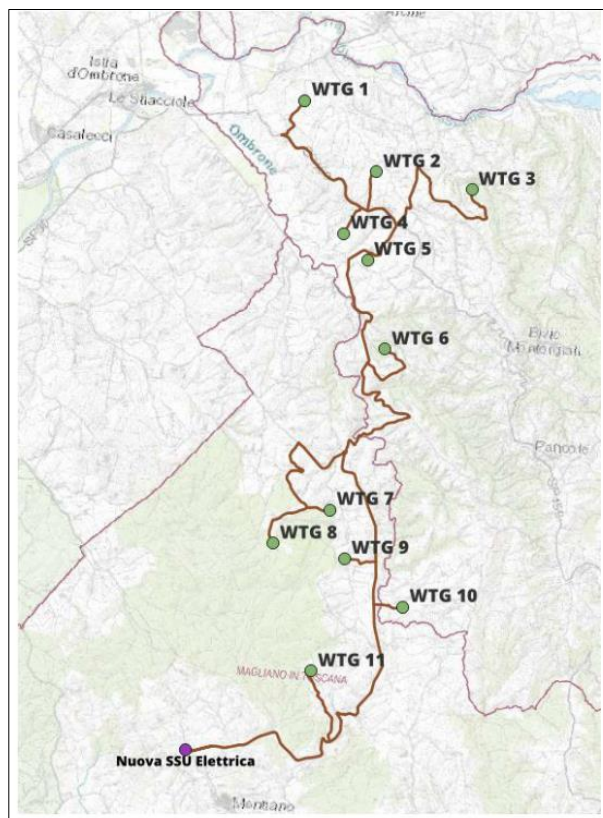 Istia
d'Ombrone
Le Stiacciole
Casalecci
Ombrone
WTG 1
WTG 2
WTG 3
WTG 4
WTG 5
WTG 6
Pancole
WTG 7
WTG 8
WTG 9
WTG 10
WTG 11
MAGLIANO IN TOSCANA
Nuova SSU Elettrica
Montiano